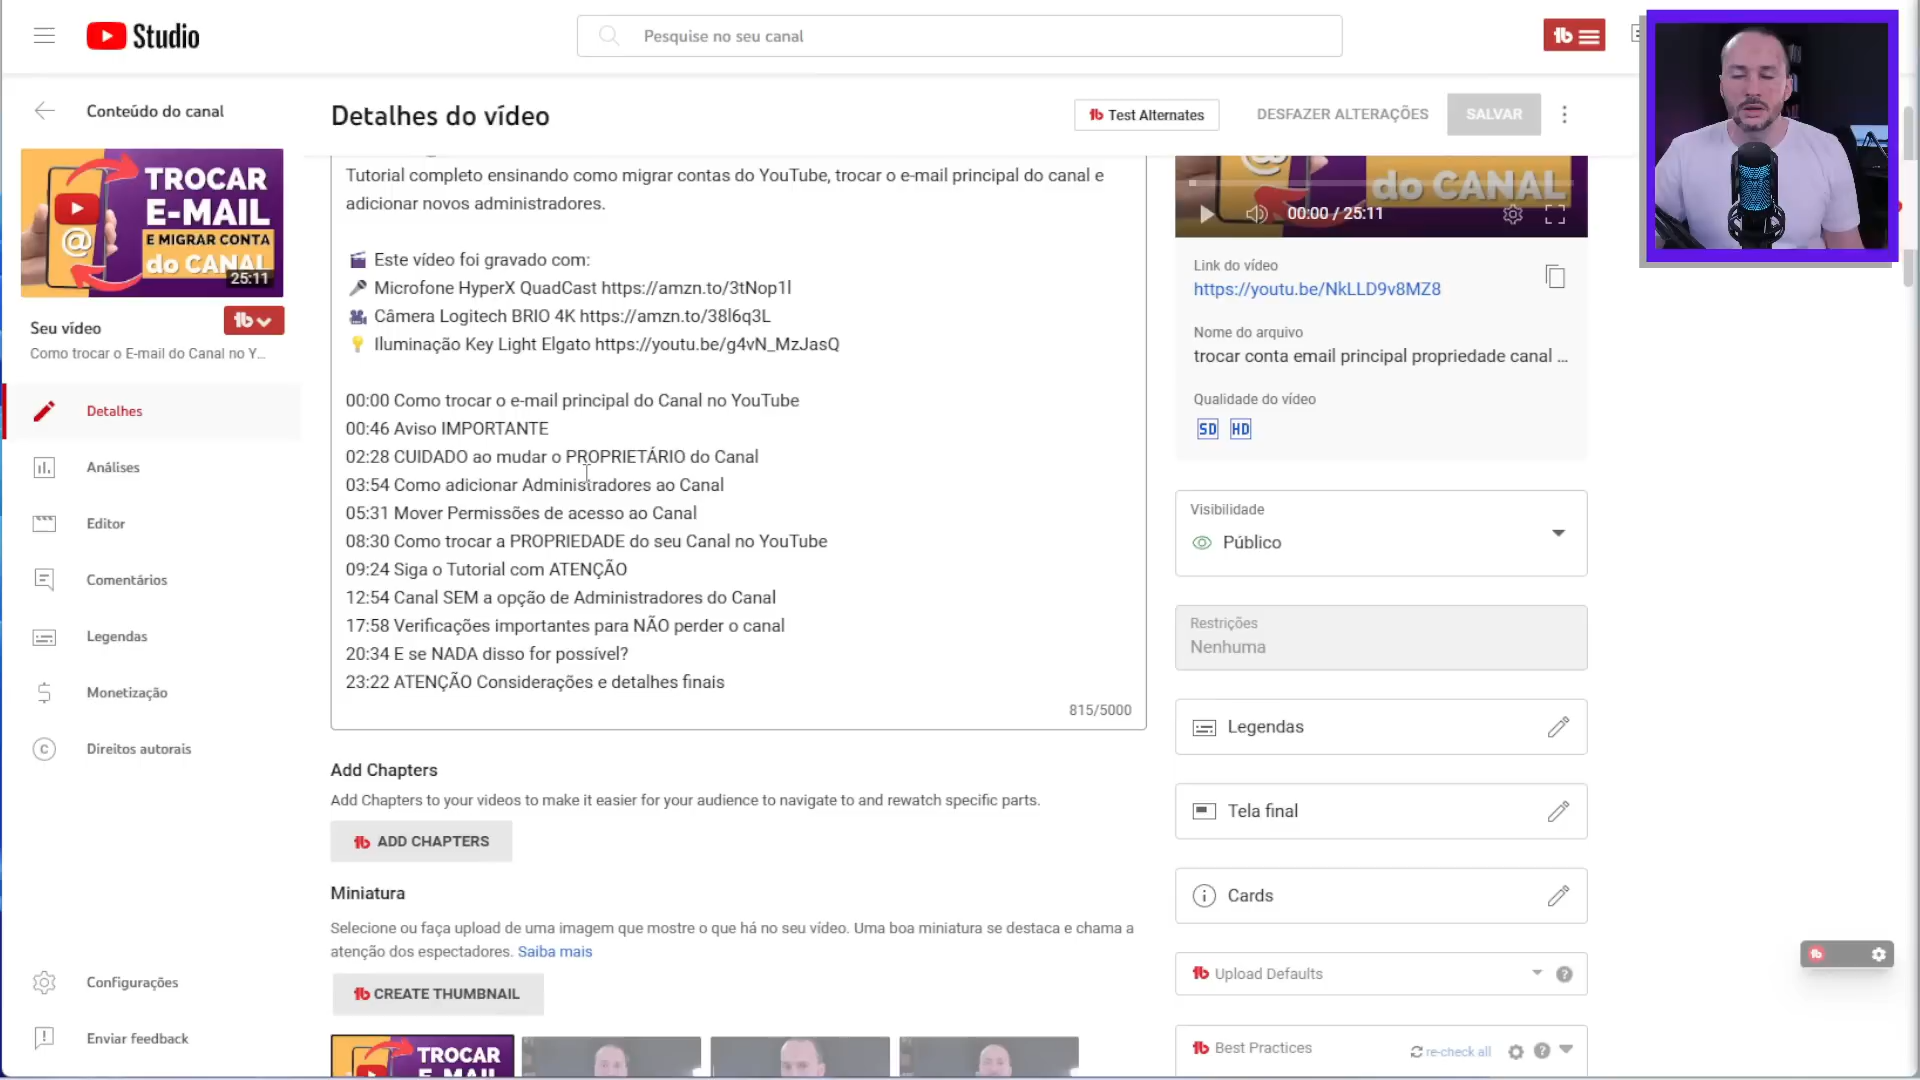 Studio
Pesquise no seu canal
Conteúdo do canal
Detalhes do vídeo
Test Alternates
DESFAZER ALTERAÇÕES
SALVAR
TROCAR
E-MAIL
E MIGRAR CONTA
do CANAL
25:11
Seu vídeo
Como trocar o E-mail do Canal no Y...
Detalhes
Análises
Editor
Comentários
Legendas
Monetização
Direitos autorais
Configurações
Enviar feedback
Tutorial completo ensinando como migrar contas do YouTube, trocar o e-mail principal do canal e
adicionar novos administradores.
🎬 Este vídeo foi gravado com:
🎤 Microfone HyperX QuadCast https://amzn.to/3tNop1l
🎥 Câmera Logitech BRIO 4K https://amzn.to/38l6q3L
💡 Iluminação Key Light Elgato https://youtu.be/g4vN_MzJasQ
00:00 Como trocar o e-mail principal do Canal no YouTube
00:46 Aviso IMPORTANTE
02:28 CUIDADO ao mudar o PROPRIETÁRIO do Canal
03:54 Como adicionar Administradores ao Canal
05:31 Mover Permissões de acesso ao Canal
08:30 Como trocar a PROPRIEDADE do seu Canal no YouTube
09:24 Siga o Tutorial com ATENÇÃO
12:54 Canal SEM a opção de Administradores do Canal
17:58 Verificações importantes para NÃO perder o canal
20:34 E se NADA disso for possível?
23:22 ATENÇÃO Considerações e detalhes finais
815/5000
Add Chapters
Add Chapters to your videos to make it easier for your audience to navigate to and rewatch specific parts.
ADD CHAPTERS
Miniatura
Selecione ou faça upload de uma imagem que mostre o que há no seu vídeo. Uma boa miniatura se destaca e chama a
atenção dos espectadores. Saiba mais
CREATE THUMBNAIL
TROCAR
do CANAL
00:00 / 25:11
Link do vídeo
https://youtu.be/NkLLD9v8MZ8
Nome do arquivo
trocar conta email principal propriedade canal ...
Qualidade do vídeo
SD HD
Visibilidade
Público
Restrições
Nenhuma
Legendas
Tela final
Cards
Upload Defaults
Best Practices
re-check all